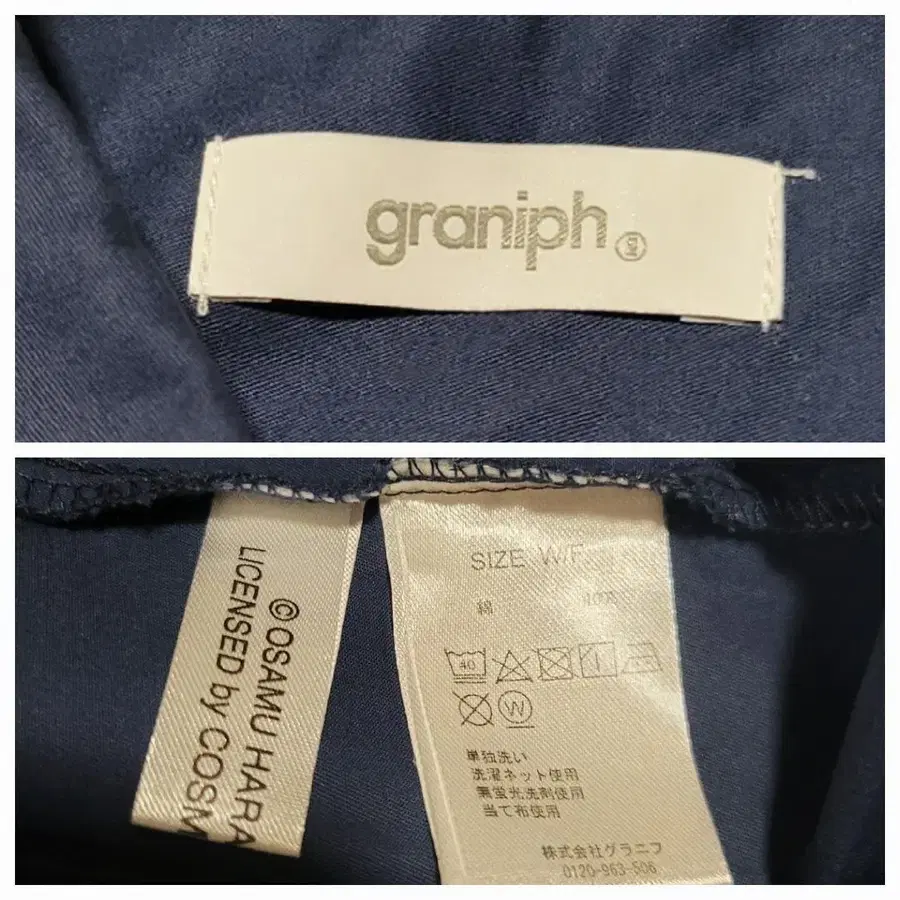 graniph®
©OSAMU HARA
LICENSED by COSM
SIZE W/F
綿 100%
40
W
単独洗い
洗濯ネット使用
無蛍光洗剤使用
当て布使用
株式会社グラニフ
0120-963-506